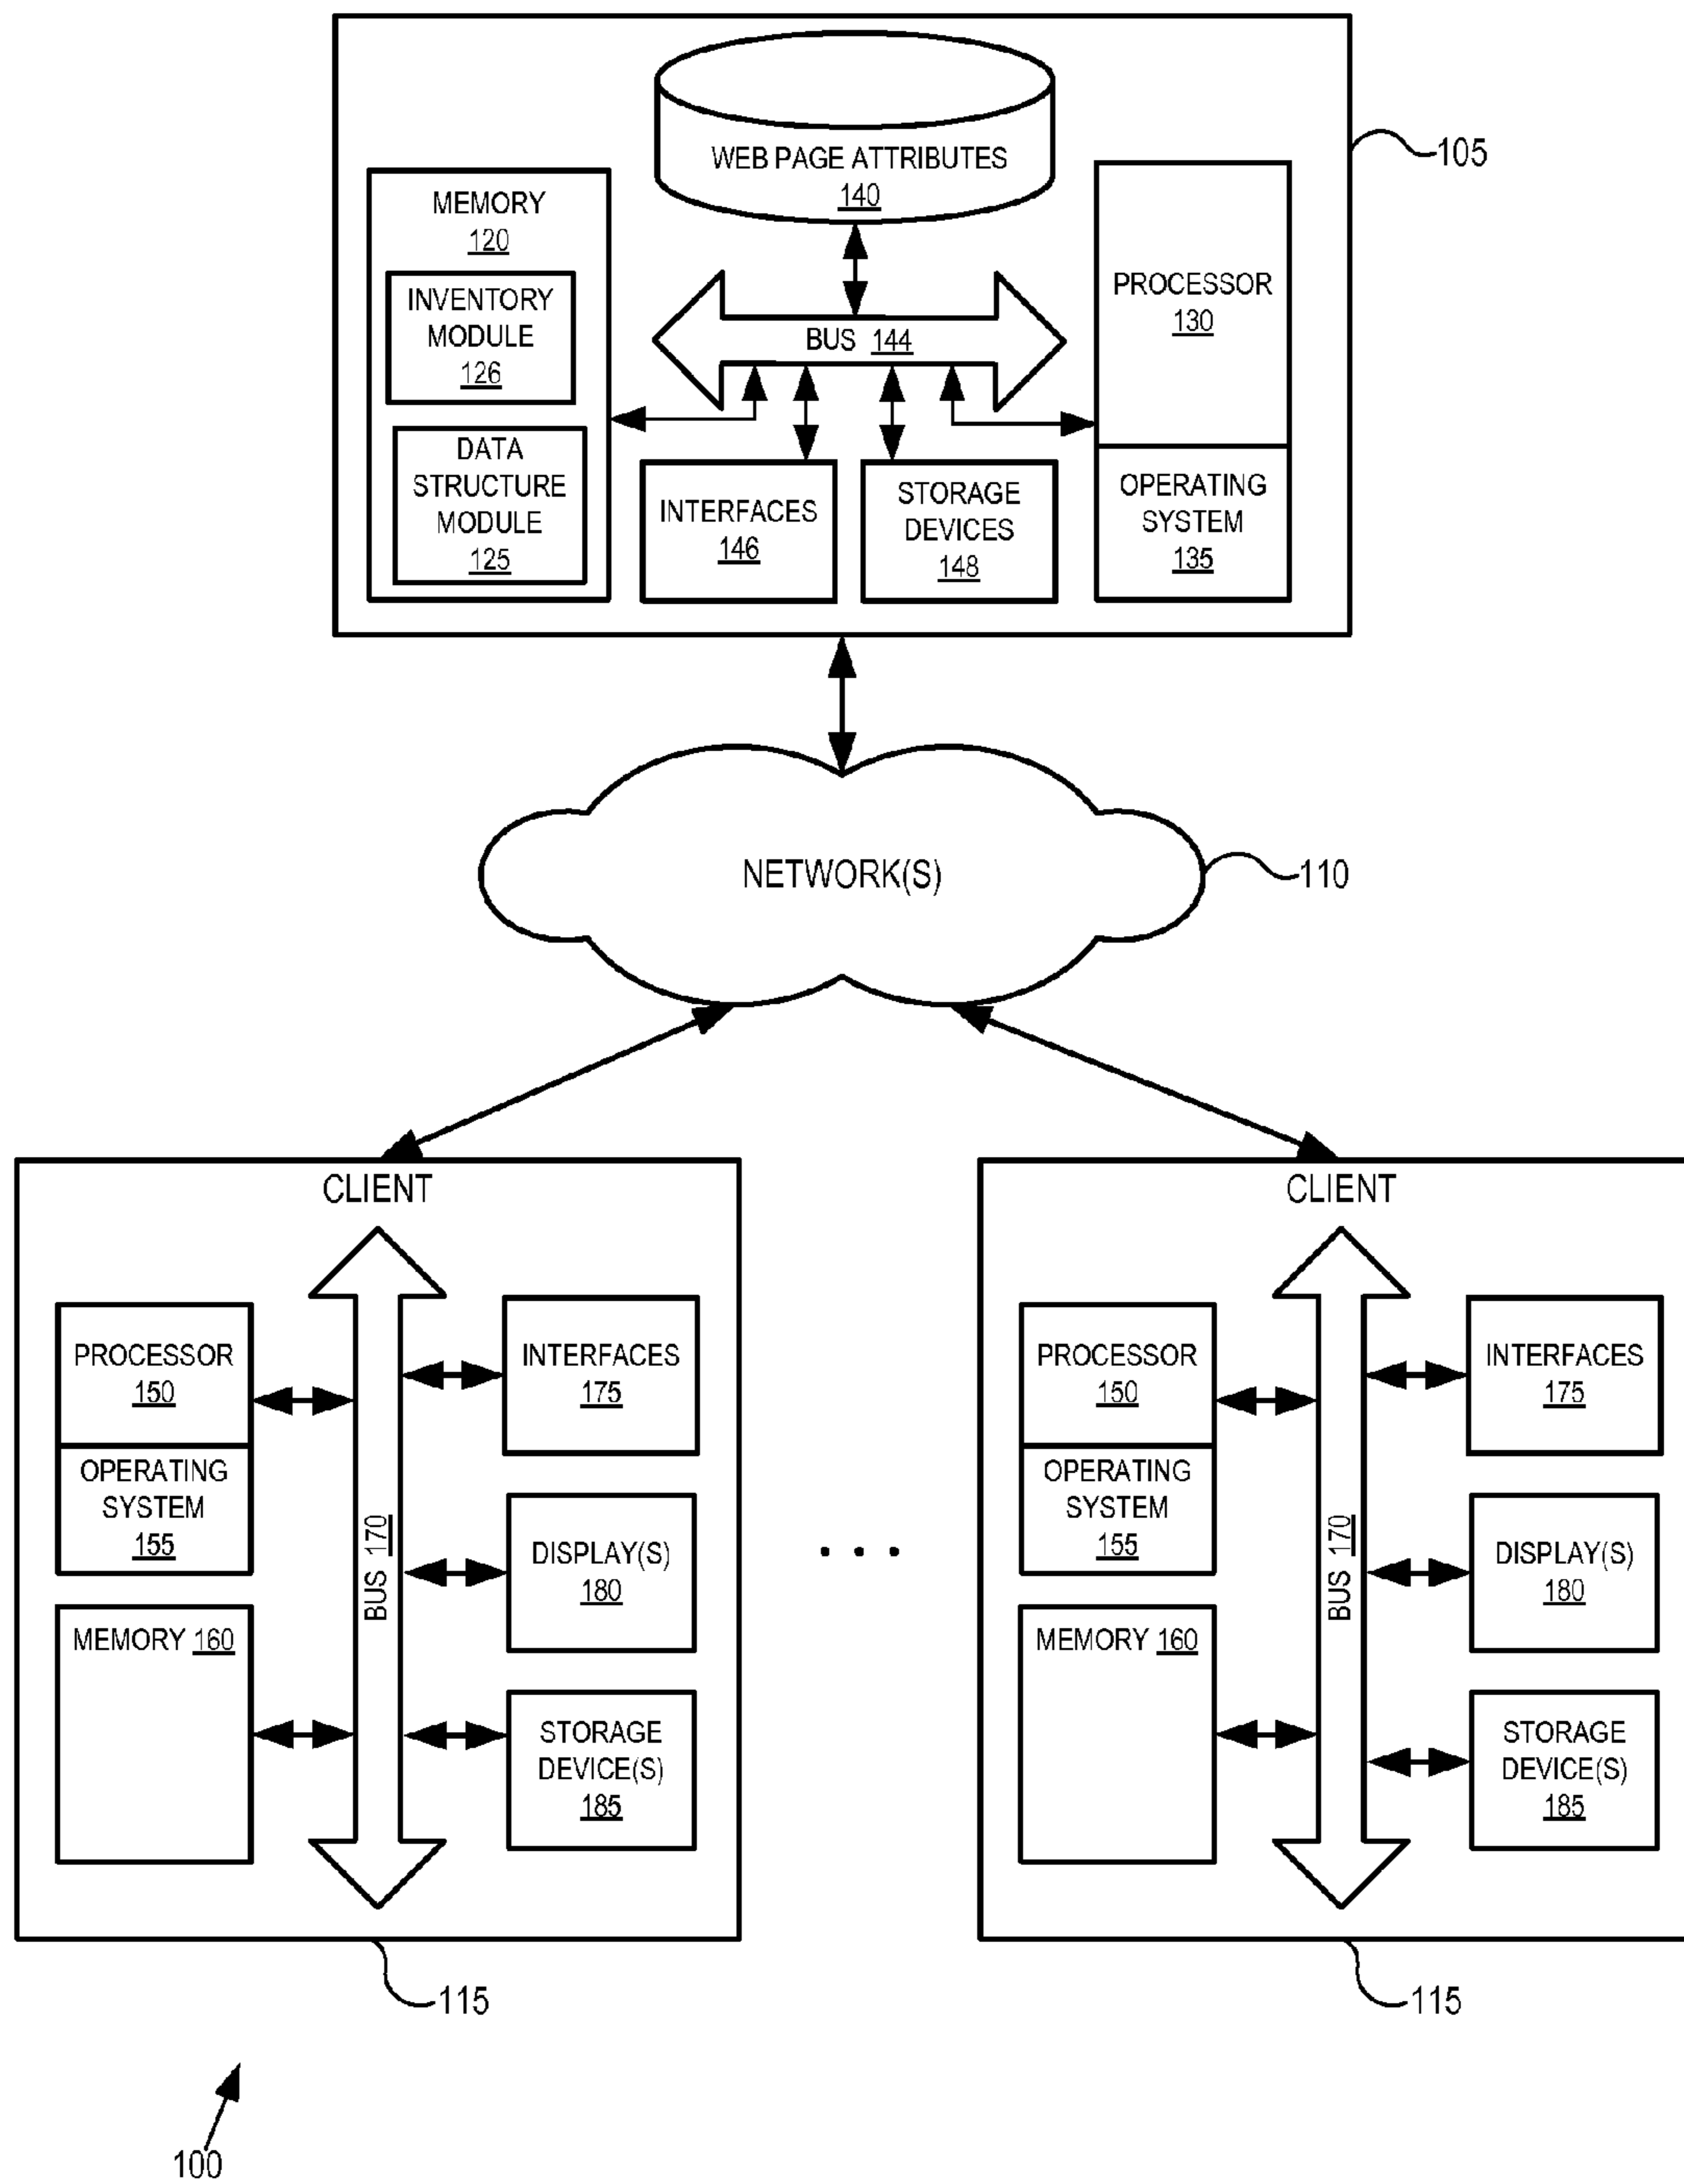 WEB PAGE ATTRIBUTES
140
105
MEMORY
120
INVENTORY
MODULE
126
DATA
STRUCTURE
MODULE
125
BUS 144
PROCESSOR
130
OPERATING
SYSTEM
135
INTERFACES
146
STORAGE
DEVICES
148
NETWORK(S)
110
CLIENT
PROCESSOR
150
OPERATING
SYSTEM
155
MEMORY 160
BUS 170
INTERFACES
175
DISPLAY(S)
180
STORAGE
DEVICE(S)
185
115
. . .
CLIENT
PROCESSOR
150
OPERATING
SYSTEM
155
MEMORY 160
BUS 170
INTERFACES
175
DISPLAY(S)
180
STORAGE
DEVICE(S)
185
115
100